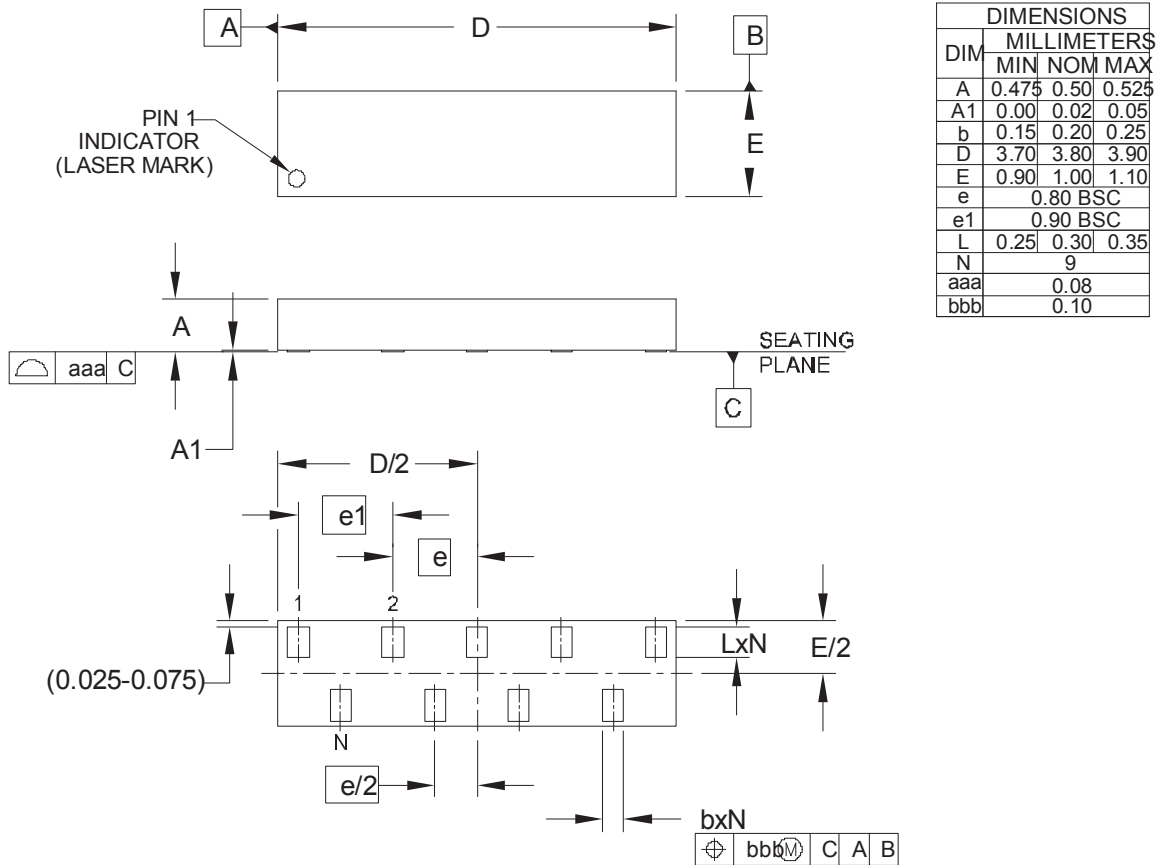 A
D
B
PIN 1
INDICATOR
(LASER MARK)
E
DIMENSIONS
DIM MILLIMETERS
MIN NOM MAX
A 0.475 0.50 0.525
A1 0.00 0.02 0.05
b 0.15 0.20 0.25
D 3.70 3.80 3.90
E 0.90 1.00 1.10
e 0.80 BSC
e1 0.90 BSC
L 0.25 0.30 0.35
N 9
aaa 0.08
bbb 0.10
A
SEATING
PLANE
aaa C
C
A1
D/2
e1
e
1 2
LxN
E/2
(0.025-0.075)
N
e/2
bxN
bbb M C A B